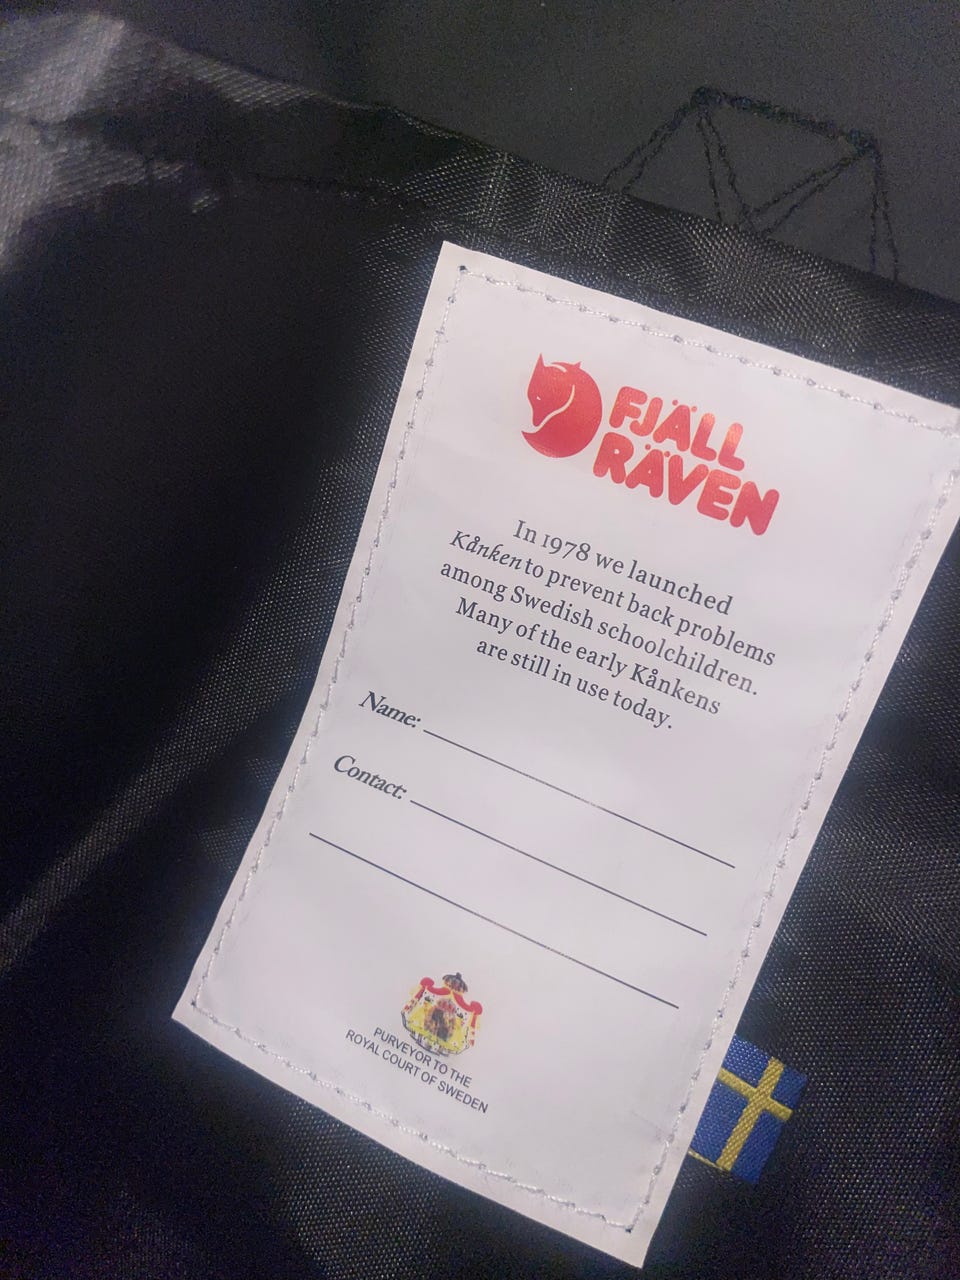 FJÄLL
RÄVEN
In 1978 we launched
Kånken to prevent back problems
among Swedish schoolchildren.
Many of the early Kånkens
are still in use today.
Name:
Contact:
PURVEYOR TO THE
ROYAL COURT OF SWEDEN